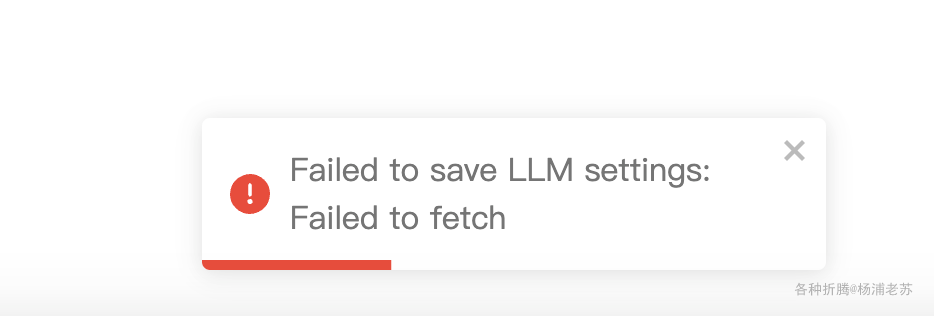 Failed to save LLM settings:
Failed to fetch
各种折腾@杨浦老苏